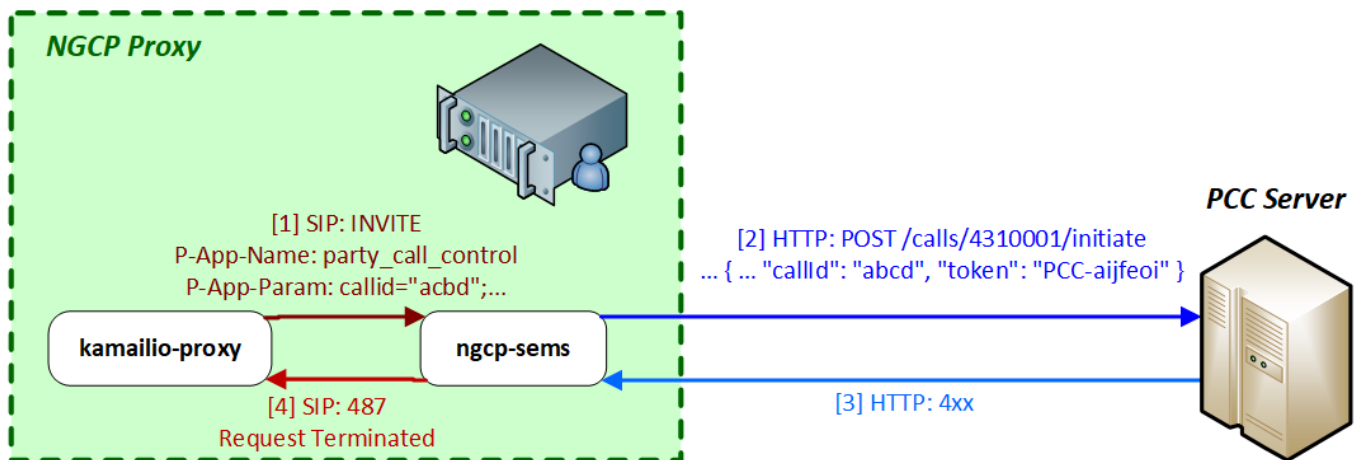 NGCP Proxy
[1] SIP: INVITE
P-App-Name: party_call_control
P-App-Param: callid="acbd";...
kamailio-proxy
ngcp-sems
[4] SIP: 487
Request Terminated
[2] HTTP: POST /calls/4310001/initiate
... { ... "callId": "abcd", "token": "PCC-aijfeoi" }
[3] HTTP: 4xx
PCC Server